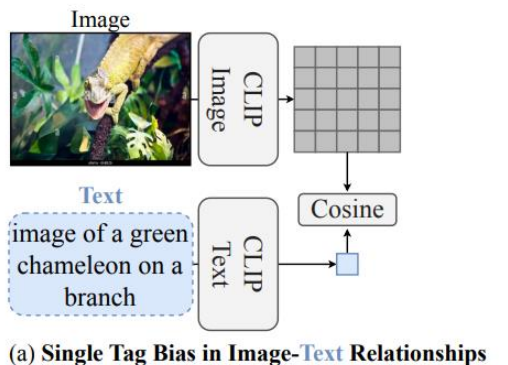 Image
CLIP
Image
Text
image of a green
chameleon on a
branch
CLIP
Text
Cosine
(a) Single Tag Bias in Image-Text Relationships